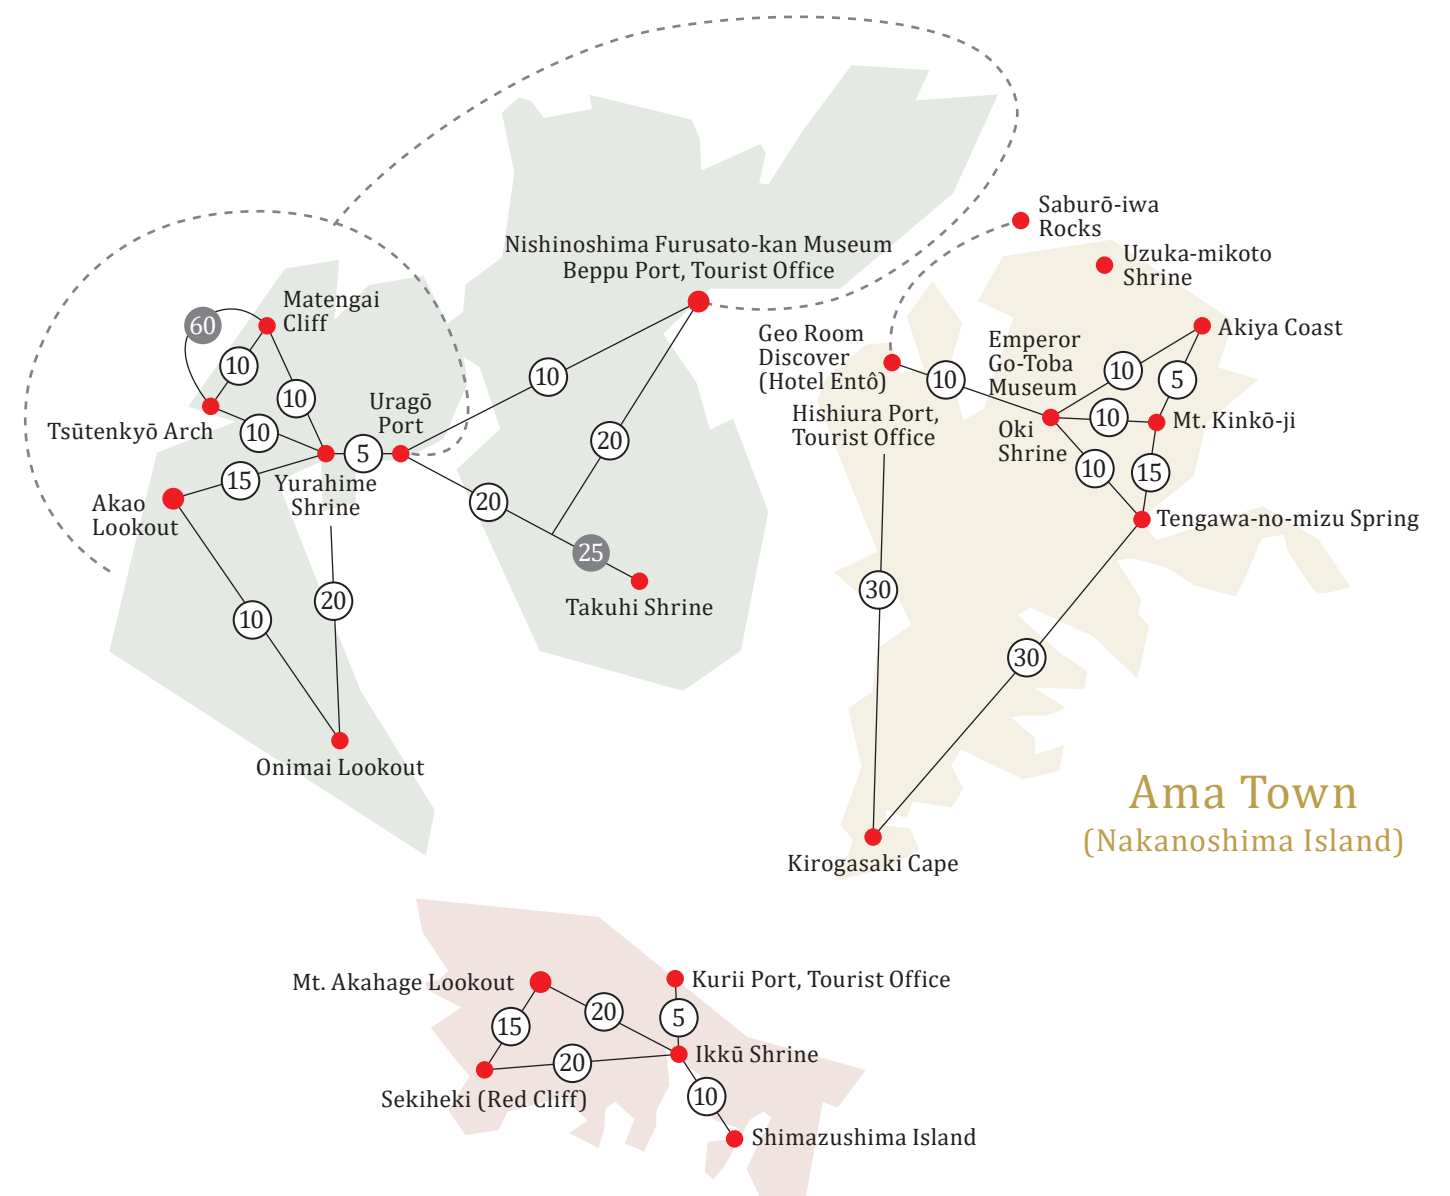 Saburō-iwa
Rocks
Uzuka-mikoto
Shrine
Nishinoshima Furusato-kan Museum
Beppu Port, Tourist Office
Matengai
Cliff
60
10
10
Tsūtenkyō Arch
10
Uragō
Port
5
10
20
15
Yurahime
Shrine
Akao
Lookout
20
25
Takuhi Shrine
10
20
Onimai Lookout
Geo Room
Discover
(Hotel Entô)
Hishiura Port,
Tourist Office
10
Emperor
Go-Toba
Museum
Oki
Shrine
Akiya Coast
10
5
10
Mt. Kinkō-ji
10
15
Tengawa-no-mizu Spring
30
30
Kirogasaki Cape
Ama Town
(Nakanoshima Island)
Mt. Akahage Lookout
Kurii Port, Tourist Office
15
20
5
20
Ikkū Shrine
Sekiheki (Red Cliff)
10
Shimazushima Island